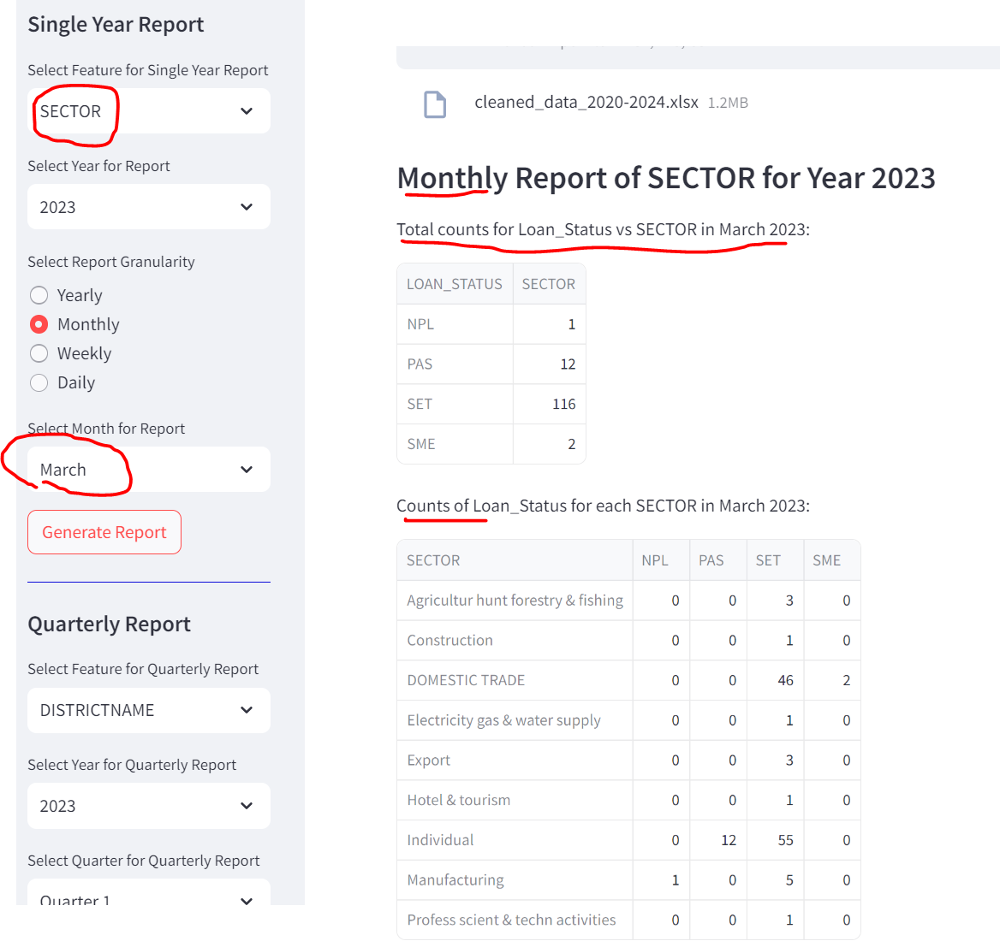 Single Year Report
Select Feature for Single Year Report
SECTOR
Select Year for Report
2023
Select Report Granularity
Yearly
Monthly
Weekly
Daily
Select Month for Report
March
Generate Report
Quarterly Report
Select Feature for Quarterly Report
DISTRICTNAME
Select Year for Quarterly Report
2023
Select Quarter for Quarterly Report
Quarter 1
cleaned_data_2020-2024.xlsx 1.2MB
Monthly Report of SECTOR for Year 2023
Total counts for Loan_Status vs SECTOR in March 2023:
LOAN_STATUS SECTOR
NPL 1
PAS 12
SET 116
SME 2
Counts of Loan_Status for each SECTOR in March 2023:
SECTOR NPL PAS SET SME
Agricultur hunt forestry & fishing 0 0 3 0
Construction 0 0 1 0
DOMESTIC TRADE 0 0 46 2
Electricity gas & water supply 0 0 1 0
Export 0 0 3 0
Hotel & tourism 0 0 1 0
Individual 0 12 55 0
Manufacturing 1 0 5 0
Profess scient & techn activities 0 0 1 0